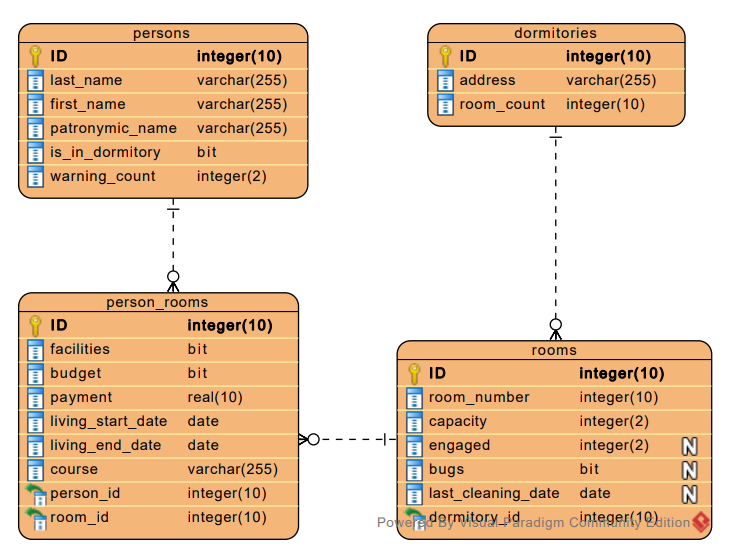 persons
ID integer(10)
last_name varchar(255)
first_name varchar(255)
patronymic_name varchar(255)
is_in_dormitory bit
warning_count integer(2)
dormitories
ID integer(10)
address varchar(255)
room_count integer(10)
person_rooms
ID integer(10)
facilities bit
budget bit
payment real(10)
living_start_date date
living_end_date date
course varchar(255)
person_id integer(10)
room_id integer(10)
rooms
ID integer(10)
room_number integer(10)
capacity integer(2)
engaged integer(2) N
bugs bit N
last_cleaning_date date N
dormitory_id integer(10)
Powered By Visual Paradigm Community Edition